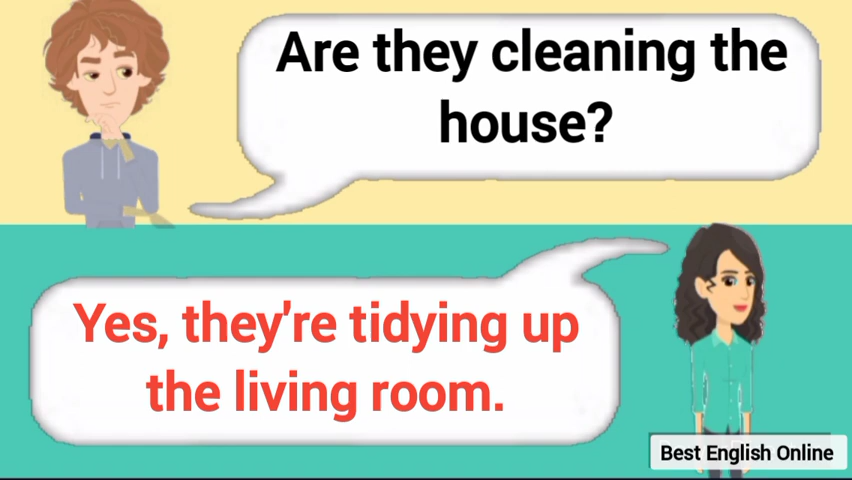 Are they cleaning the
house?
Yes, they're tidying up
the living room.
Best English Online